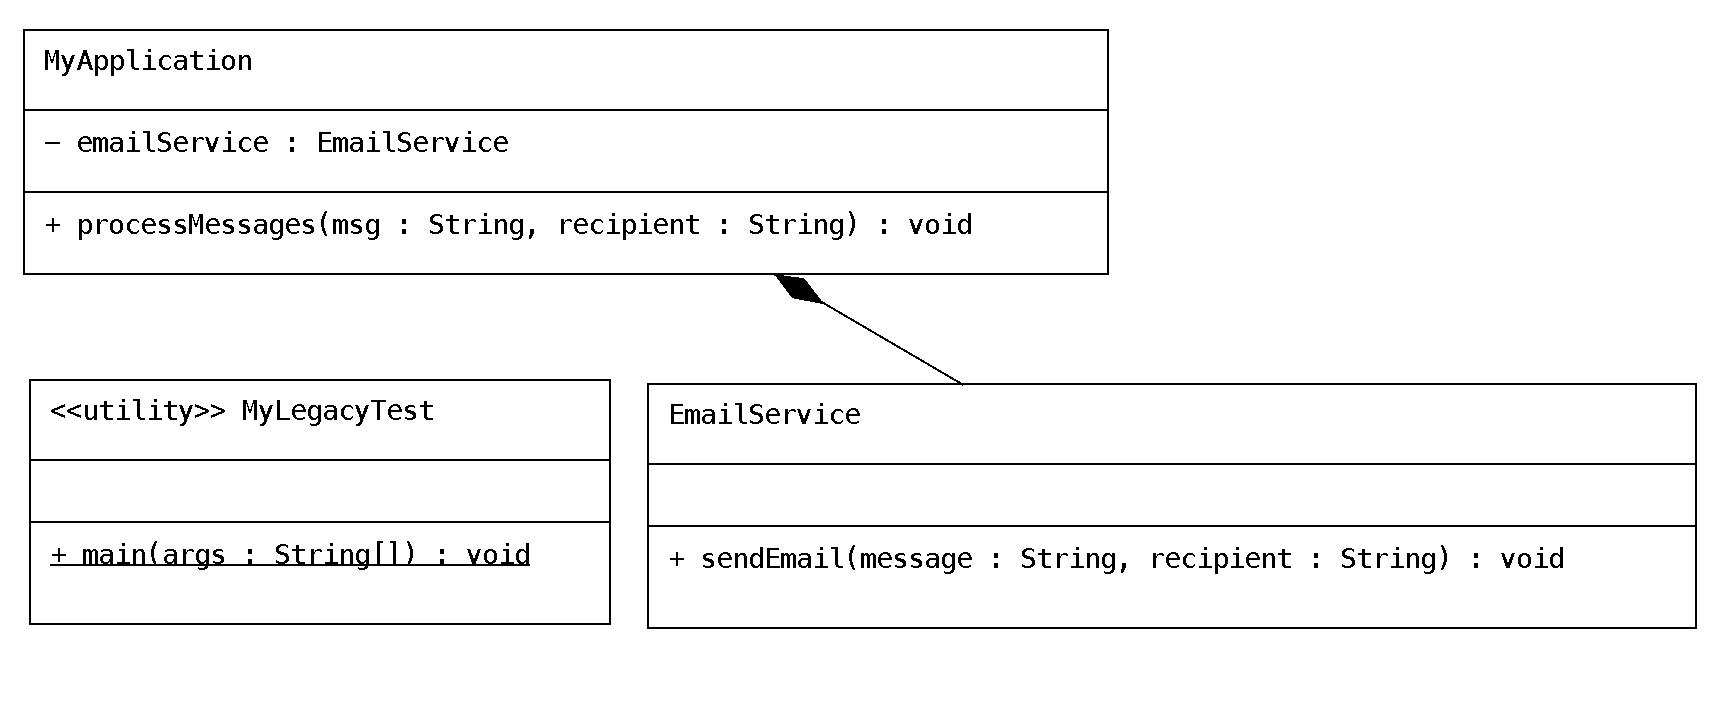 MyApplication
− emailService : EmailService
+ processMessages(msg : String, recipient : String) : void
<<utility>> MyLegacyTest
+ main(args : String[]) : void
EmailService
+ sendEmail(message : String, recipient : String) : void